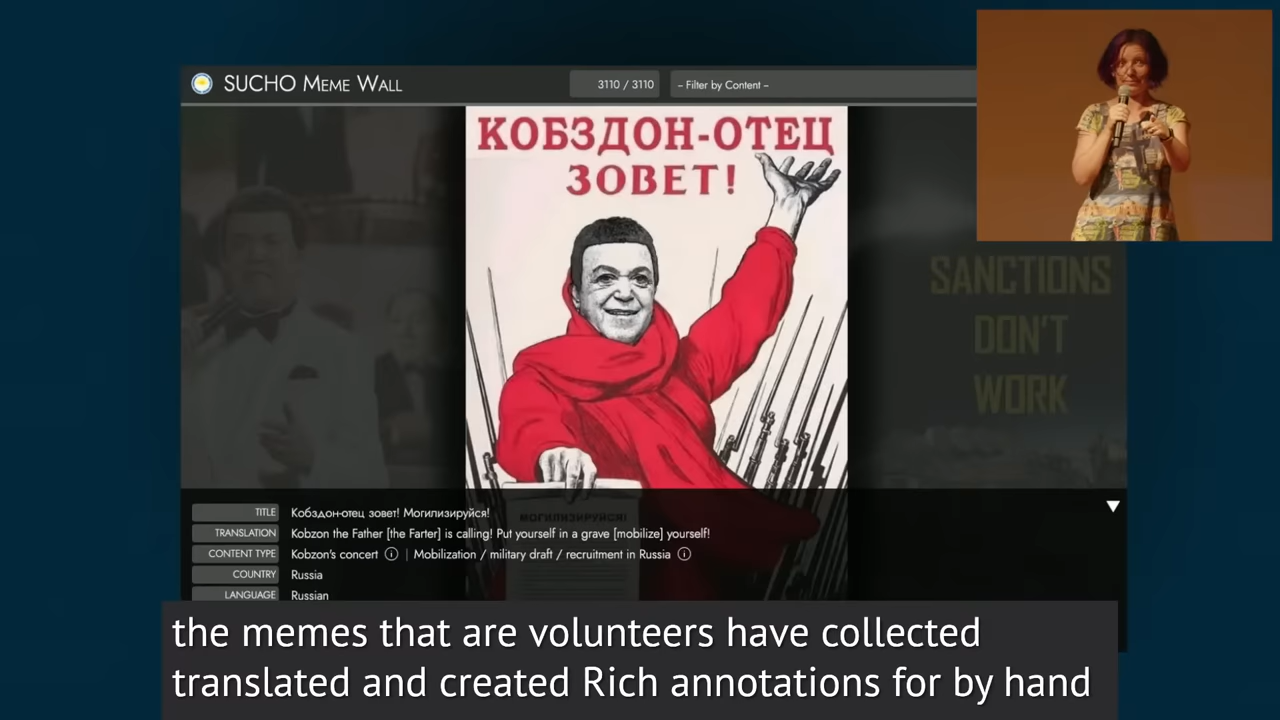 SUCHO MEME WALL
3110 / 3110
– Filter by Content –
КОБЗДОН-ОТЕЦ
ЗОВЕТ!
SANCTIONS
DON'T
WORK
МОГИЛИЗИРУЙСЯ!
TITLE Кобздон-отец зовет! Могилизируйся!
TRANSLATION Kobzon the Father [the Farter] is calling! Put yourself in a grave [mobilize] yourself!
CONTENT TYPE Kobzon's concert | Mobilization / military draft / recruitment in Russia
COUNTRY Russia
LANGUAGE Russian
the memes that are volunteers have collected
translated and created Rich annotations for by hand